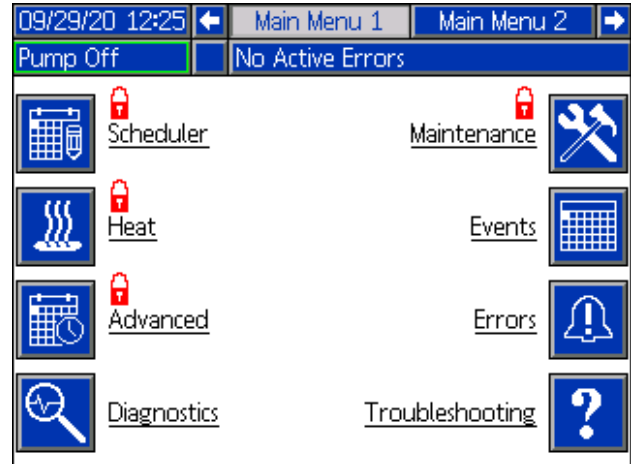 09/29/20 12:25 Main Menu 1 Main Menu 2
Pump Off No Active Errors
Scheduler Maintenance
Heat Events
Advanced Errors
Diagnostics Troubleshooting